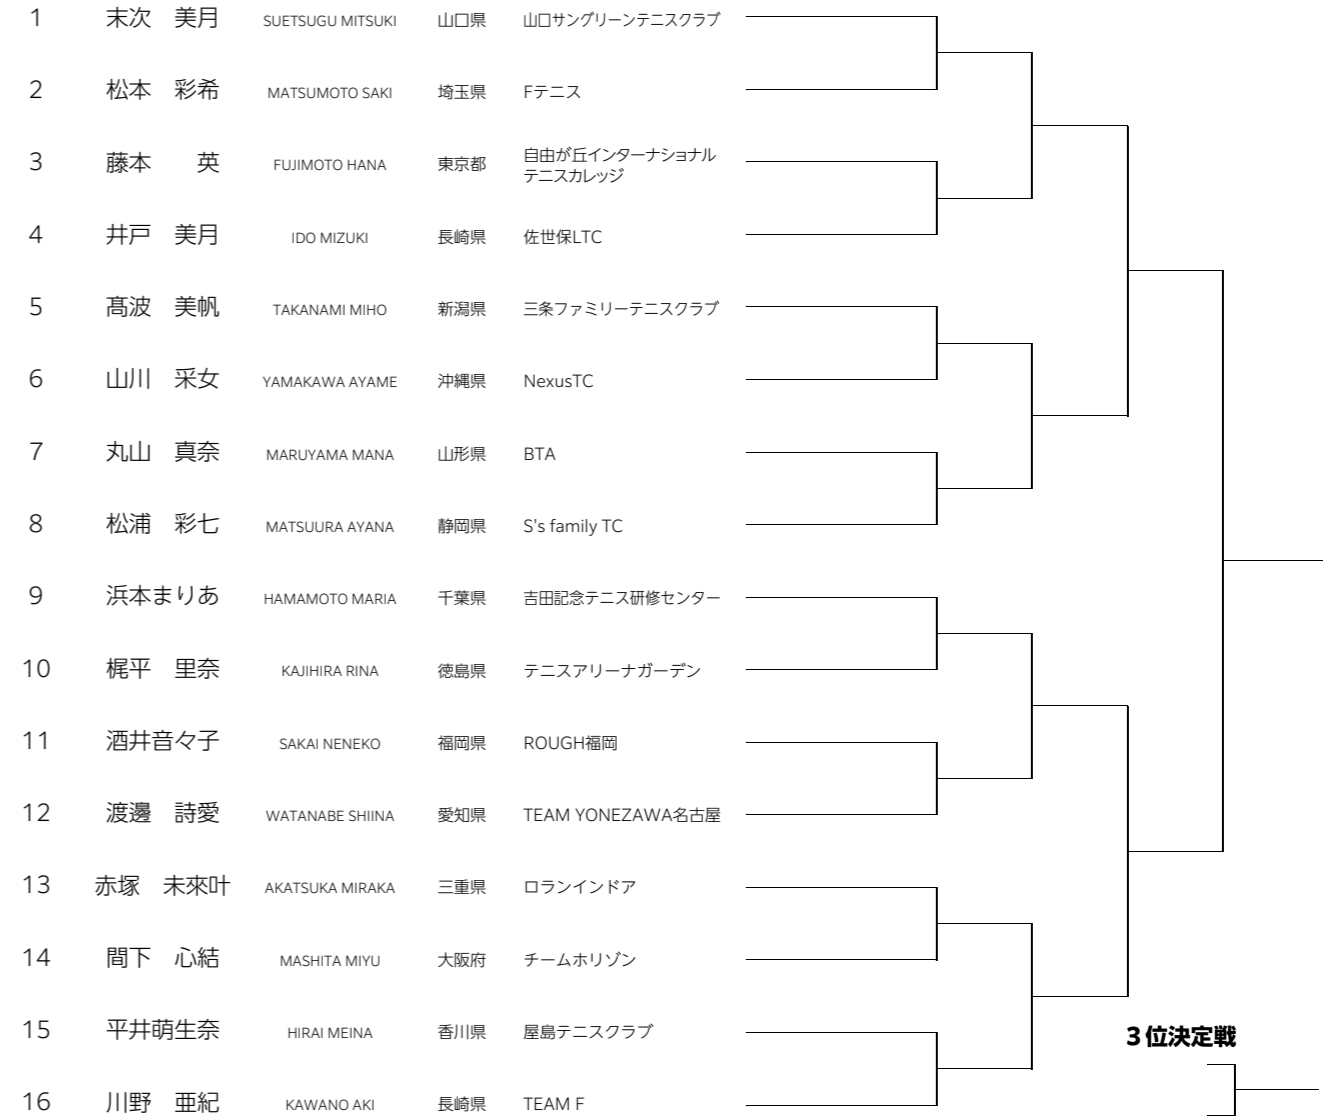 1 末次 美月 SUETSUGU MITSUKI 山口県 山口サングリーンテニスクラブ
2 松本 彩希 MATSUMOTO SAKI 埼玉県 Fテニス
3 藤本 英 FUJIMOTO HANA 東京都 自由が丘インターナショナル
テニスカレッジ
4 井戸 美月 IDO MIZUKI 長崎県 佐世保LTC
5 髙波 美帆 TAKANAMI MIHO 新潟県 三条ファミリーテニスクラブ
6 山川 采女 YAMAKAWA AYAME 沖縄県 NexusTC
7 丸山 真奈 MARUYAMA MANA 山形県 BTA
8 松浦 彩七 MATSUURA AYANA 静岡県 S's family TC
9 浜本まりあ HAMAMOTO MARIA 千葉県 吉田記念テニス研修センター
10 梶平 里奈 KAJIHIRA RINA 徳島県 テニスアリーナガーデン
11 酒井音々子 SAKAI NENEKO 福岡県 ROUGH福岡
12 渡邊 詩愛 WATANABE SHIINA 愛知県 TEAM YONEZAWA名古屋
13 赤塚 未來叶 AKATSUKA MIRAKA 三重県 ロランインドア
14 間下 心結 MASHITA MIYU 大阪府 チームホリゾン
15 平井萌生奈 HIRAI MEINA 香川県 屋島テニスクラブ
３位決定戦
16 川野 亜紀 KAWANO AKI 長崎県 TEAM F